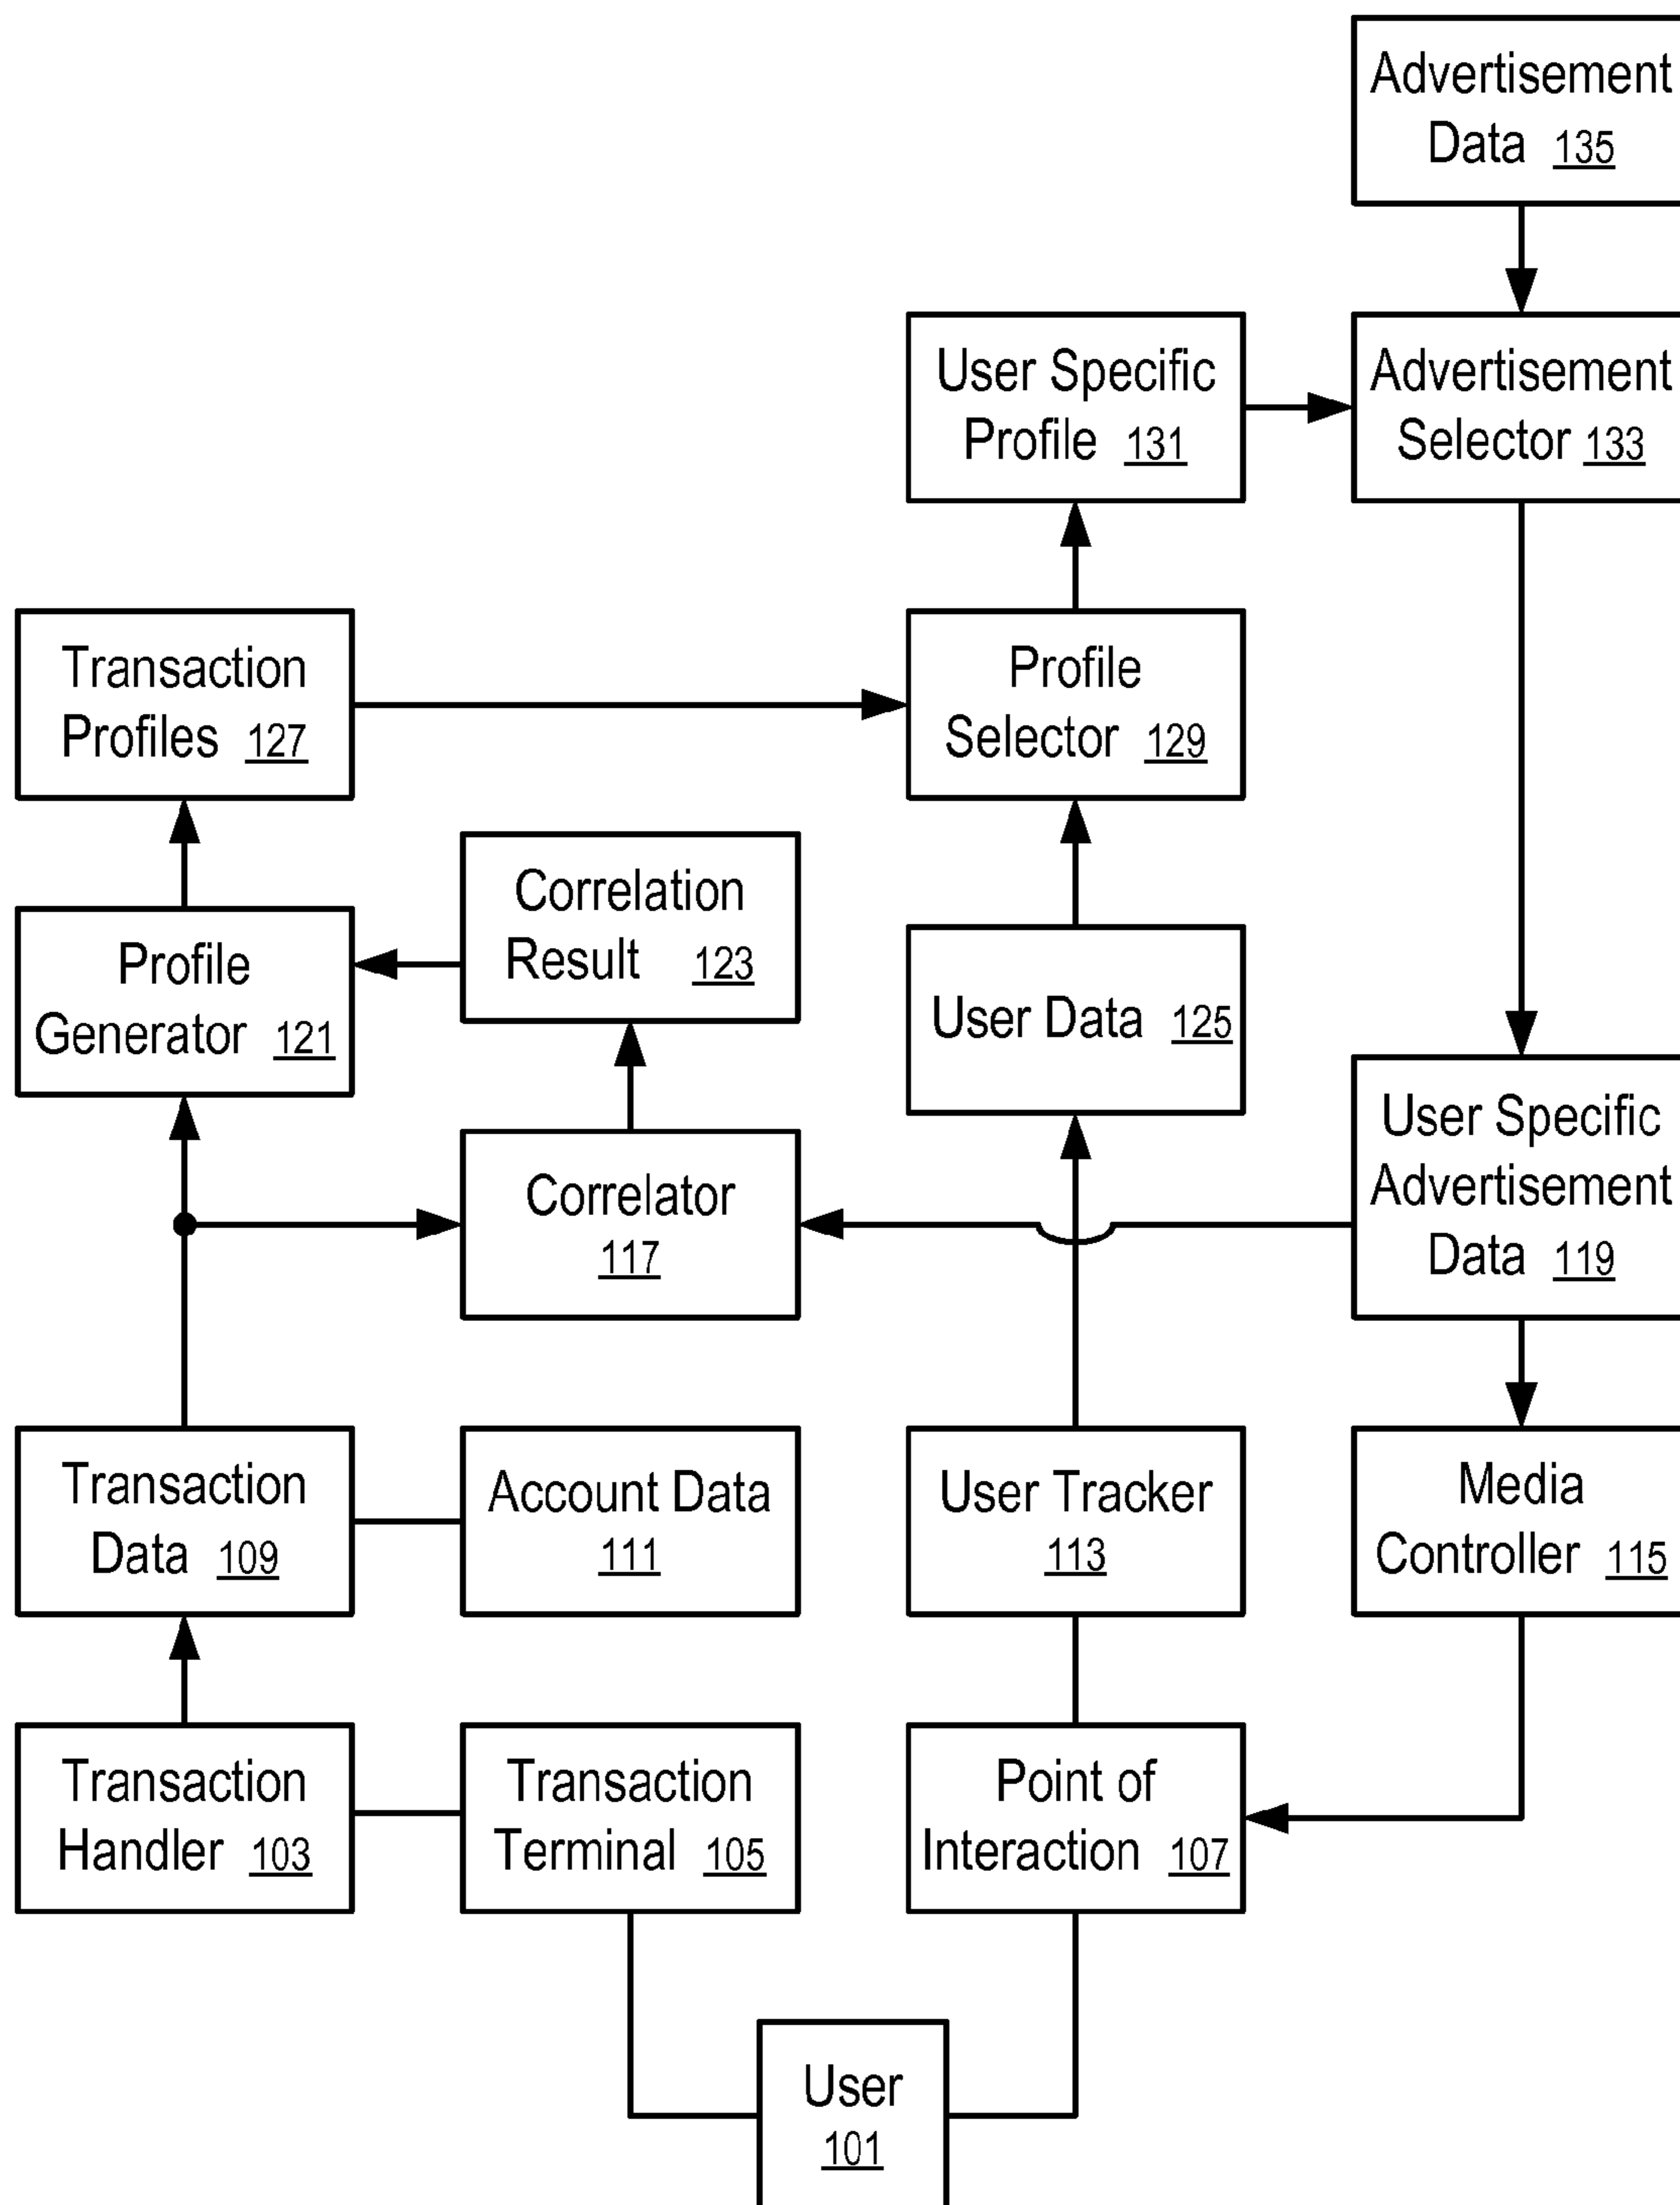 Advertisement
Data 135
User Specific
Profile 131
Advertisement
Selector 133
Transaction
Profiles 127
Profile
Selector 129
Correlation
Result 123
Profile
Generator 121
User Data 125
User Specific
Advertisement
Data 119
Correlator
117
Transaction
Data 109
Account Data
111
User Tracker
113
Media
Controller 115
Transaction
Handler 103
Transaction
Terminal 105
Point of
Interaction 107
User
101